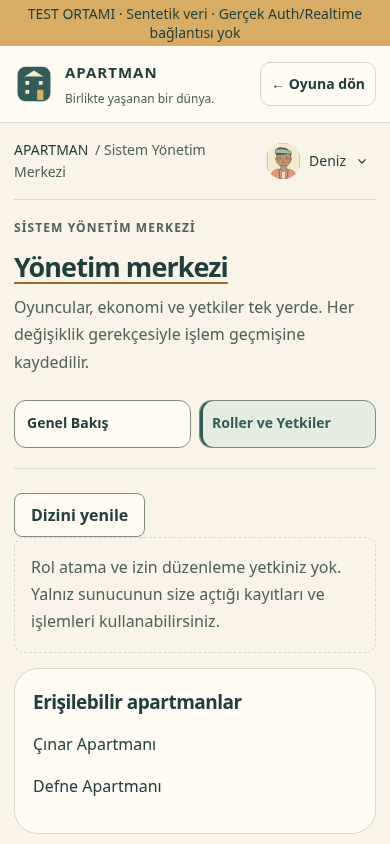 TEST ORTAMI · Sentetik veri · Gerçek Auth/Realtime
bağlantısı yok
APARTMAN
Birlikte yaşanan bir dünya.
← Oyuna dön
APARTMAN / Sistem Yönetim
Merkezi
Deniz
SİSTEM YÖNETİM MERKEZİ
Yönetim merkezi
Oyuncular, ekonomi ve yetkiler tek yerde. Her
değişiklik gerekçesiyle işlem geçmişine
kaydedilir.
Genel Bakış
Roller ve Yetkiler
Dizini yenile
Rol atama ve izin düzenleme yetkiniz yok.
Yalnız sunucunun size açtığı kayıtları ve
işlemleri kullanabilirsiniz.
Erişilebilir apartmanlar
Çınar Apartmanı
Defne Apartmanı